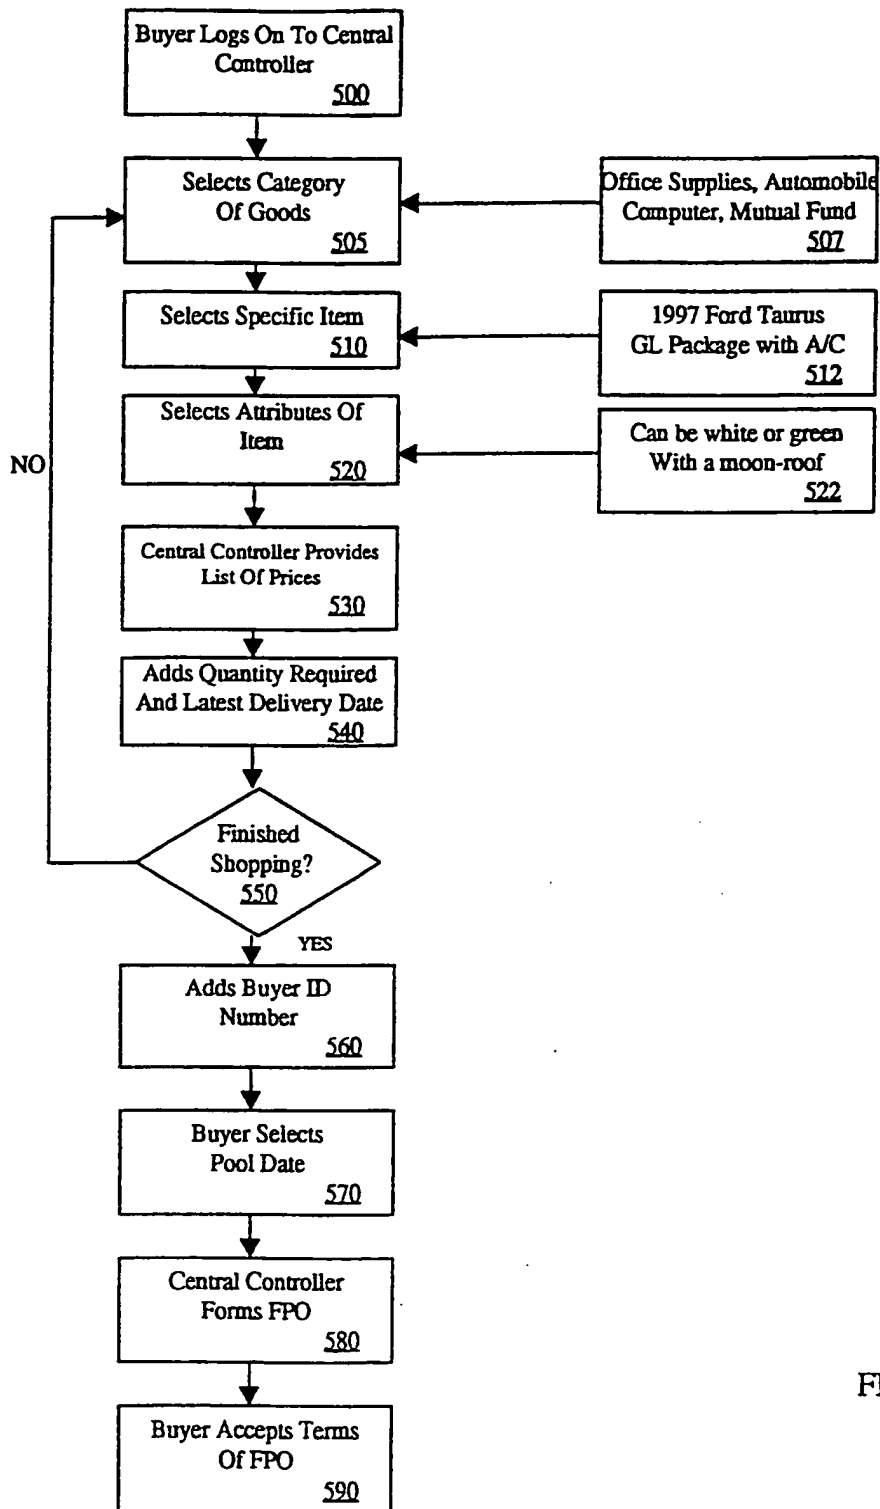 Buyer Logs On To Central
Controller
500
Selects Category
Of Goods
505
Office Supplies, Automobile
Computer, Mutual Fund
507
Selects Specific Item
510
1997 Ford Taurus
GL Package with A/C
512
Selects Attributes Of
Item
520
Can be white or green
With a moon-roof
522
NO
Central Controller Provides
List Of Prices
530
Adds Quantity Required
And Latest Delivery Date
540
Finished
Shopping?
550
YES
Adds Buyer ID
Number
560
Buyer Selects
Pool Date
570
Central Controller
Forms FPO
580
Buyer Accepts Terms
Of FPO
590